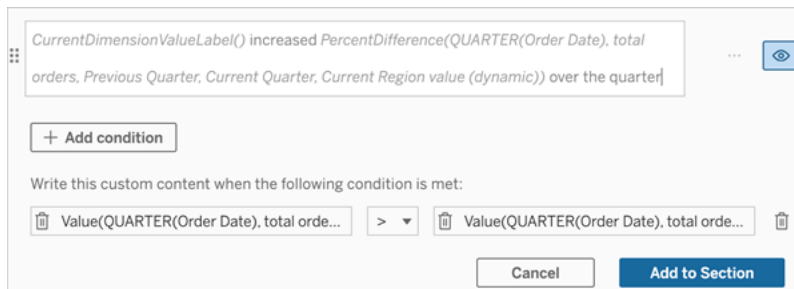 CurrentDimensionValueLabel() increased PercentDifference(QUARTER(Order Date), total
orders, Previous Quarter, Current Quarter, Current Region value (dynamic)) over the quarter
+ Add condition
Write this custom content when the following condition is met:
Value(QUARTER(Order Date), total orde... > Value(QUARTER(Order Date), total orde...
Cancel Add to Section